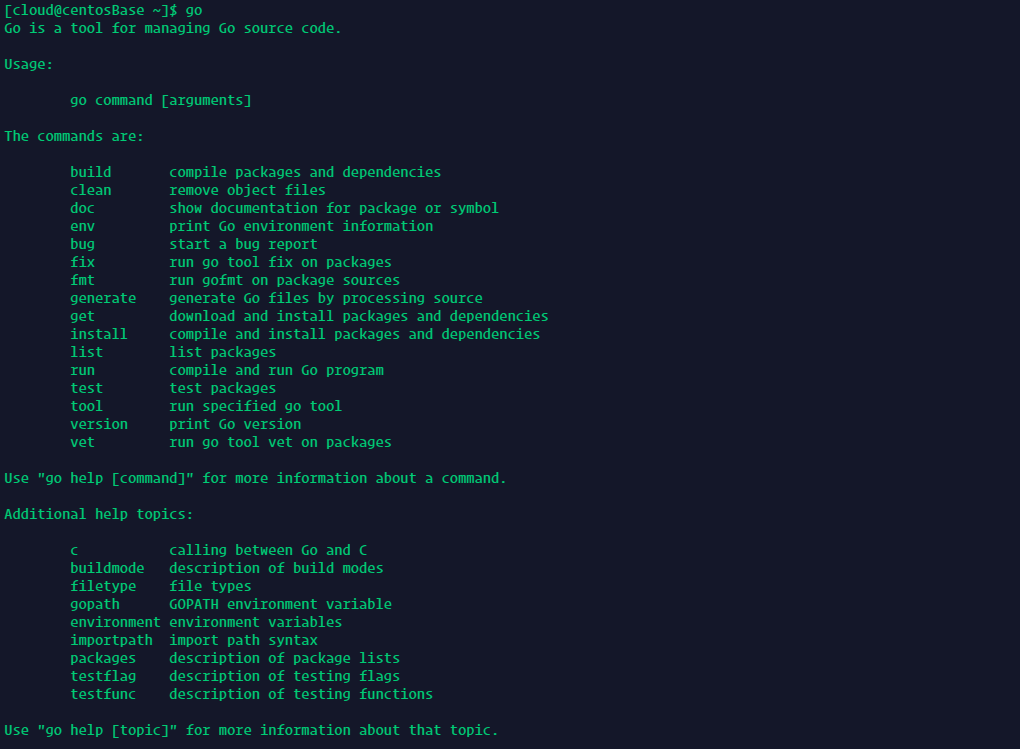 [cloud@centosBase ~]$ go
Go is a tool for managing Go source code.
Usage:
go command [arguments]
The commands are:
build compile packages and dependencies
clean remove object files
doc show documentation for package or symbol
env print Go environment information
bug start a bug report
fix run go tool fix on packages
fmt run gofmt on package sources
generate generate Go files by processing source
get download and install packages and dependencies
install compile and install packages and dependencies
list list packages
run compile and run Go program
test test packages
tool run specified go tool
version print Go version
vet run go tool vet on packages
Use "go help [command]" for more information about a command.
Additional help topics:
c calling between Go and C
buildmode description of build modes
filetype file types
gopath GOPATH environment variable
environment environment variables
importpath import path syntax
packages description of package lists
testflag description of testing flags
testfunc description of testing functions
Use "go help [topic]" for more information about that topic.